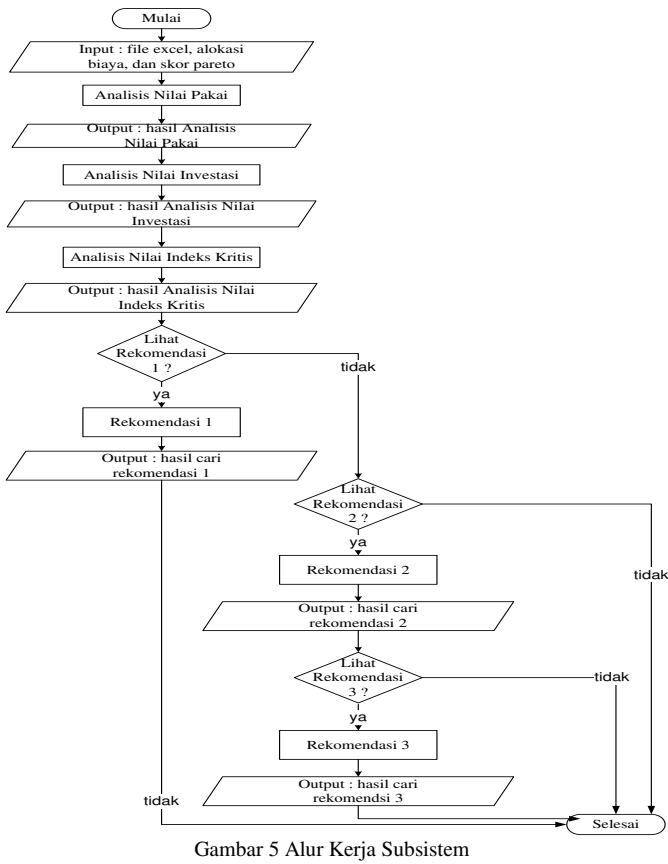 Mulai
Input : file excel, alokasi
biaya, dan skor pareto
Analisis Nilai Pakai
Output : hasil Analisis
Nilai Pakai
Analisis Nilai Investasi
Output : hasil Analisis Nilai
Investasi
Analisis Nilai Indeks Kritis
Output : hasil Analisis Nilai
Indeks Kritis
Lihat
Rekomendasi
1 ?
tidak
ya
Rekomendasi 1
Output : hasil cari
rekomendasi 1
Lihat
Rekomendasi
2 ?
ya
tidak
Rekomendasi 2
Output : hasil cari
rekomendasi 2
Lihat
Rekomendasi
3 ?
tidak
ya
Rekomendasi 3
Output : hasil cari
rekomendsi 3
tidak
Selesai
Gambar 5 Alur Kerja Subsistem